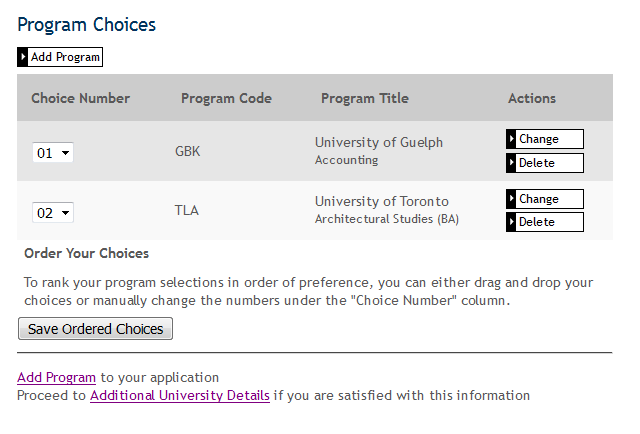 Program Choices
Add Program
Choice Number Program Code Program Title Actions
01 GBK University of Guelph Change
Accounting Delete
02 TLA University of Toronto Change
Architectural Studies (BA) Delete
Order Your Choices
To rank your program selections in order of preference, you can either drag and drop your
choices or manually change the numbers under the "Choice Number" column.
Save Ordered Choices
Add Program to your application
Proceed to Additional University Details if you are satisfied with this information